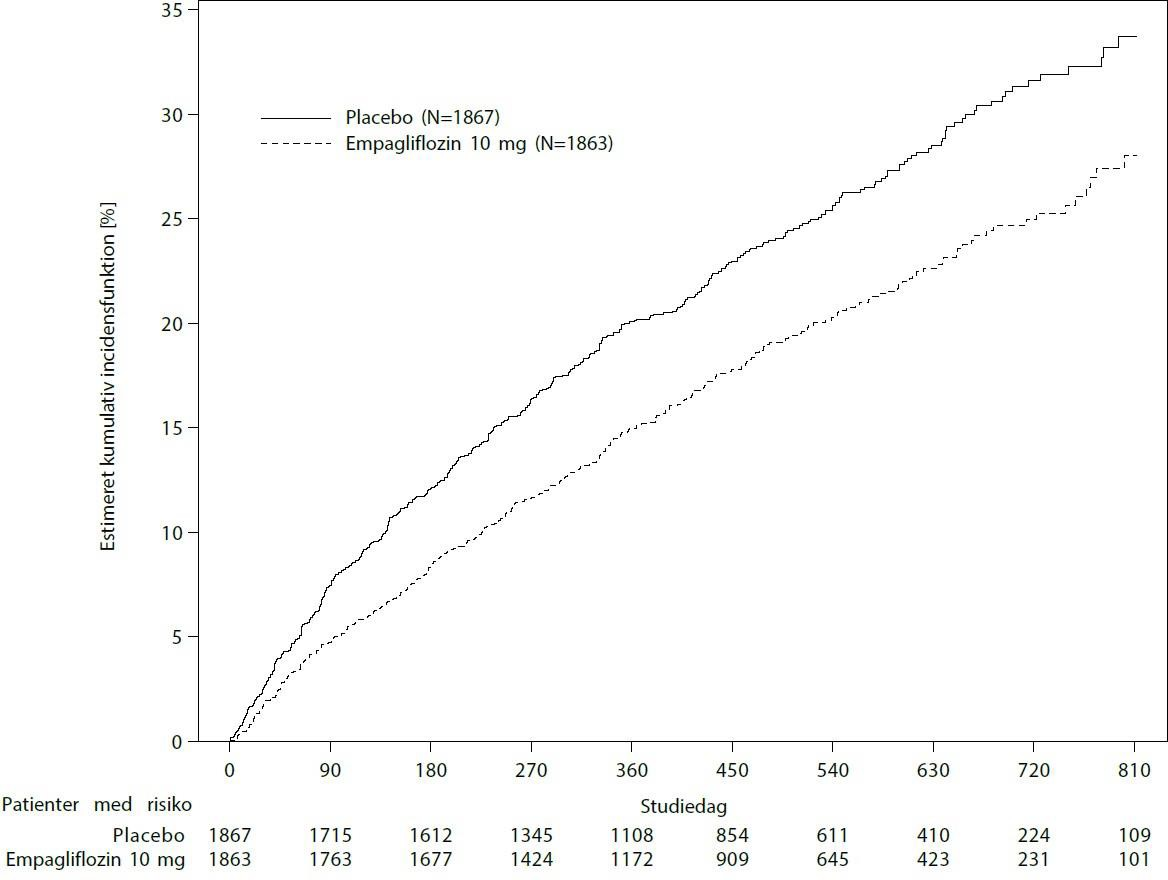 35
30
25
20
15
10
5
0
Estimeret kumulativ incidensfunktion [%]
Placebo (N=1867)
Empagliflozin 10 mg (N=1863)
0 90 180 270 360 450 540 630 720 810
Patienter med risiko Studiedag
Placebo 1867 1715 1612 1345 1108 854 611 410 224 109
Empagliflozin 10 mg 1863 1763 1677 1424 1172 909 645 423 231 101